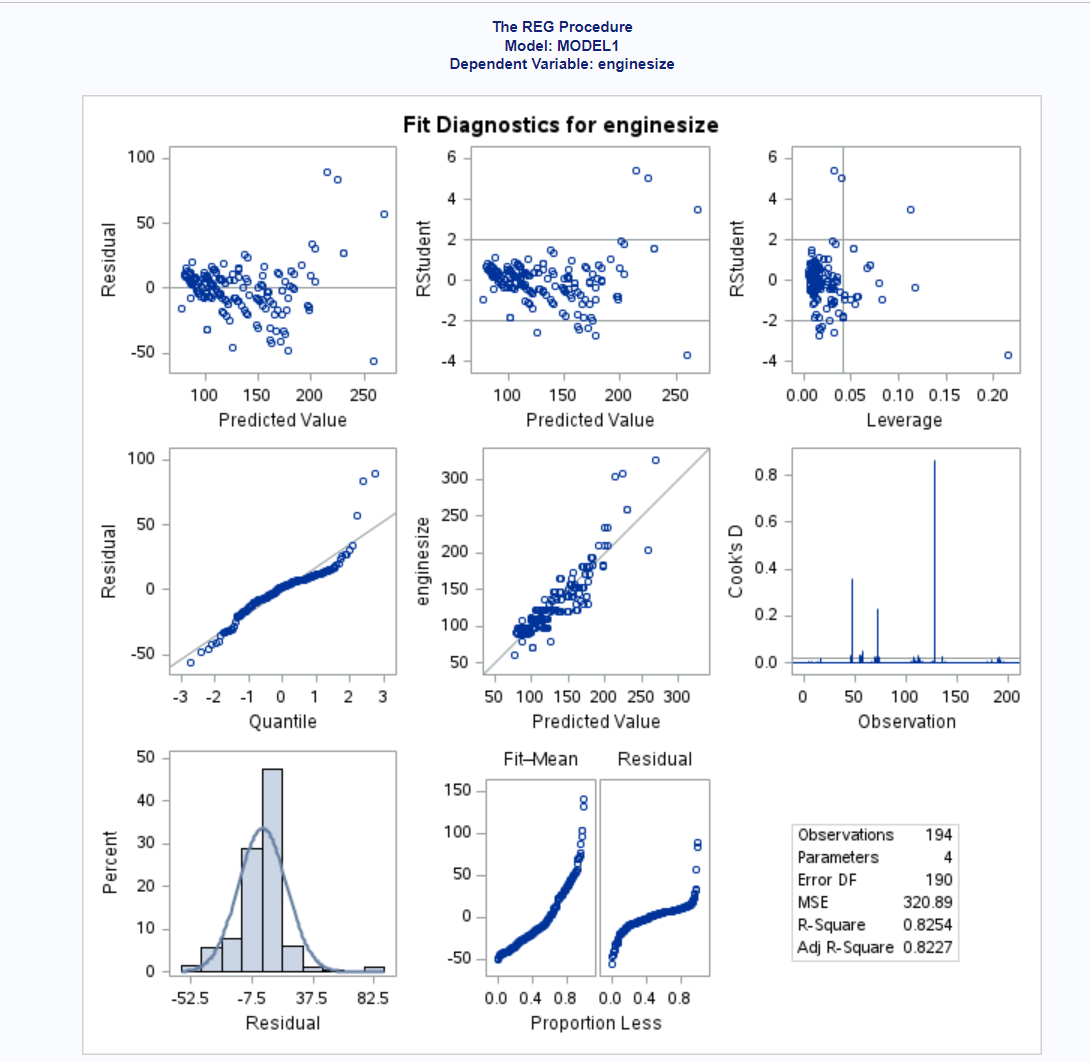 The REG Procedure
Model: MODEL1
Dependent Variable: enginesize
Fit Diagnostics for enginesize
100
50
0
-50
Residual
100 150 200 250
Predicted Value
6
4
2
0
-2
-4
RStudent
100 150 200 250
Predicted Value
6
4
2
0
-2
-4
RStudent
0.00 0.05 0.10 0.15 0.20
Leverage
100
50
0
-50
Residual
-3 -2 -1 0 1 2 3
Quantile
300
250
200
150
100
50
enginesize
50 100 150 200 250 300
Predicted Value
0.8
0.6
0.4
0.2
0.0
Cook's D
0 50 100 150 200
Observation
50
40
30
20
10
0
Percent
-52.5 -7.5 37.5 82.5
Residual
Fit–Mean Residual
150
100
50
0
-50
0.0 0.4 0.8 0.0 0.4 0.8
Proportion Less
Observations 194
Parameters 4
Error DF 190
MSE 320.89
R-Square 0.8254
Adj R-Square 0.8227